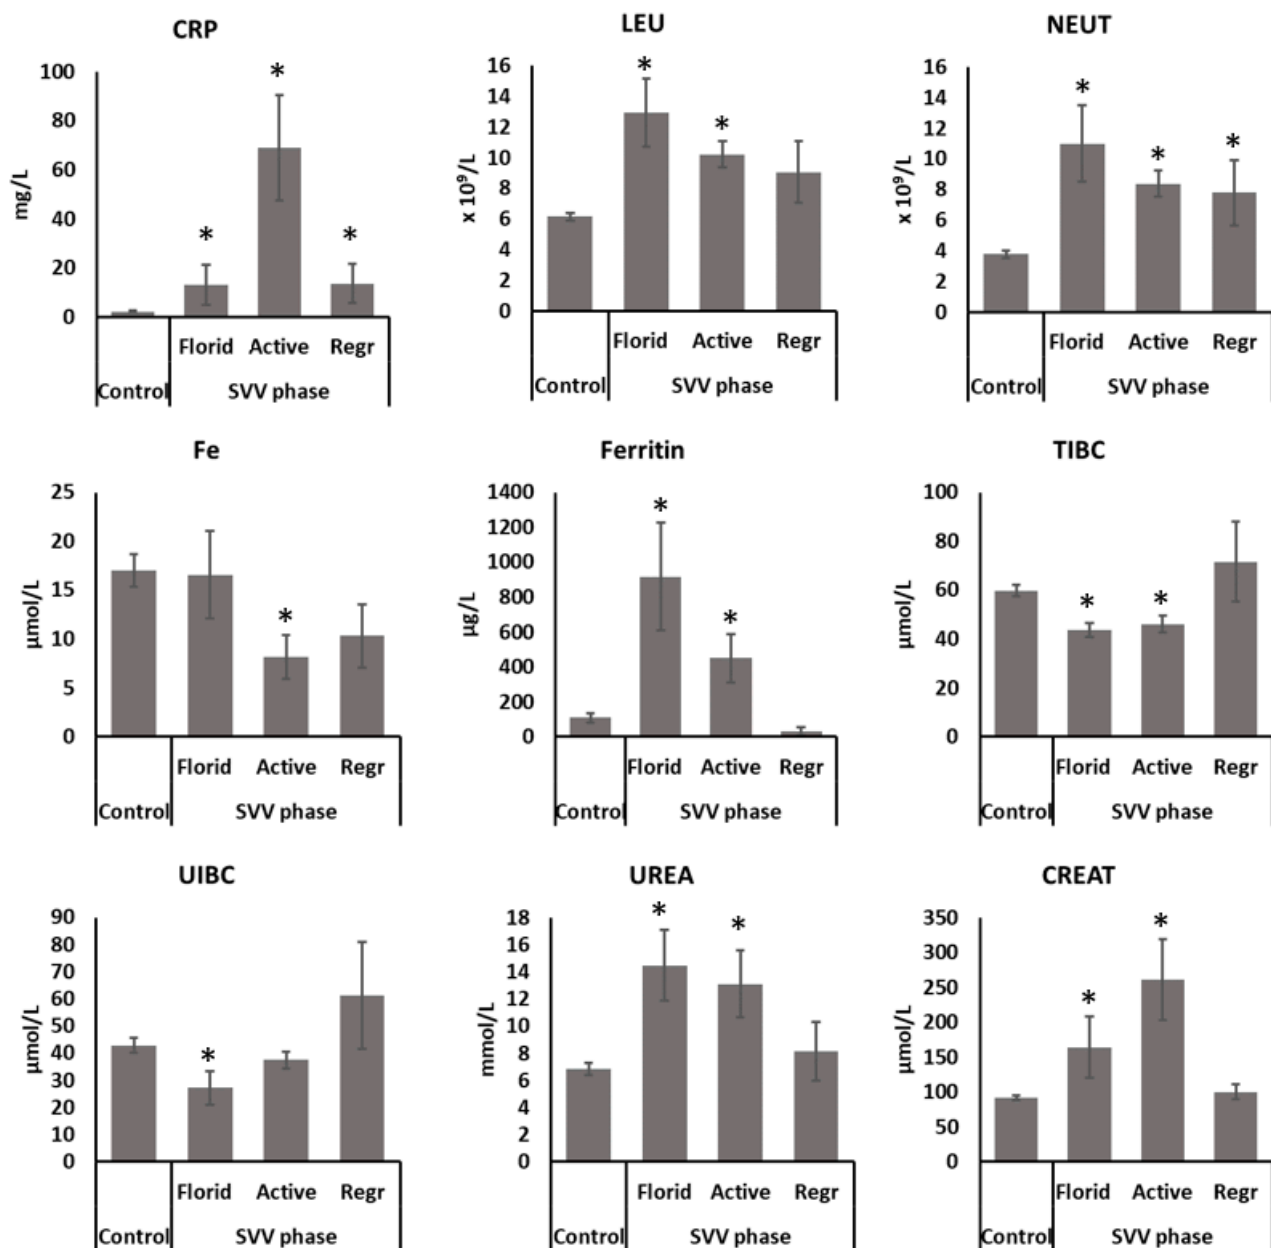 CRP
mg/L
100
80
60
40
20
0
*
*
*
Florid Active Regr
Control SVV phase
LEU
x 10⁹/L
16
14
12
10
8
6
4
2
0
*
*
Florid Active Regr
Control SVV phase
NEUT
x 10⁹/L
16
14
12
10
8
6
4
2
0
*
*
*
Florid Active Regr
Control SVV phase
Fe
µmol/L
25
20
15
10
5
0
*
Florid Active Regr
Control SVV phase
Ferritin
µg/L
1400
1200
1000
800
600
400
200
0
*
*
Florid Active Regr
Control SVV phase
TIBC
µmol/L
100
80
60
40
20
0
*
*
Florid Active Regr
Control SVV phase
UIBC
µmol/L
90
80
70
60
50
40
30
20
10
0
*
Florid Active Regr
Control SVV phase
UREA
mmol/L
18
16
14
12
10
8
6
4
2
0
*
*
Florid Active Regr
Control SVV phase
CREAT
µmol/L
350
300
250
200
150
100
50
0
*
*
Florid Active Regr
Control SVV phase